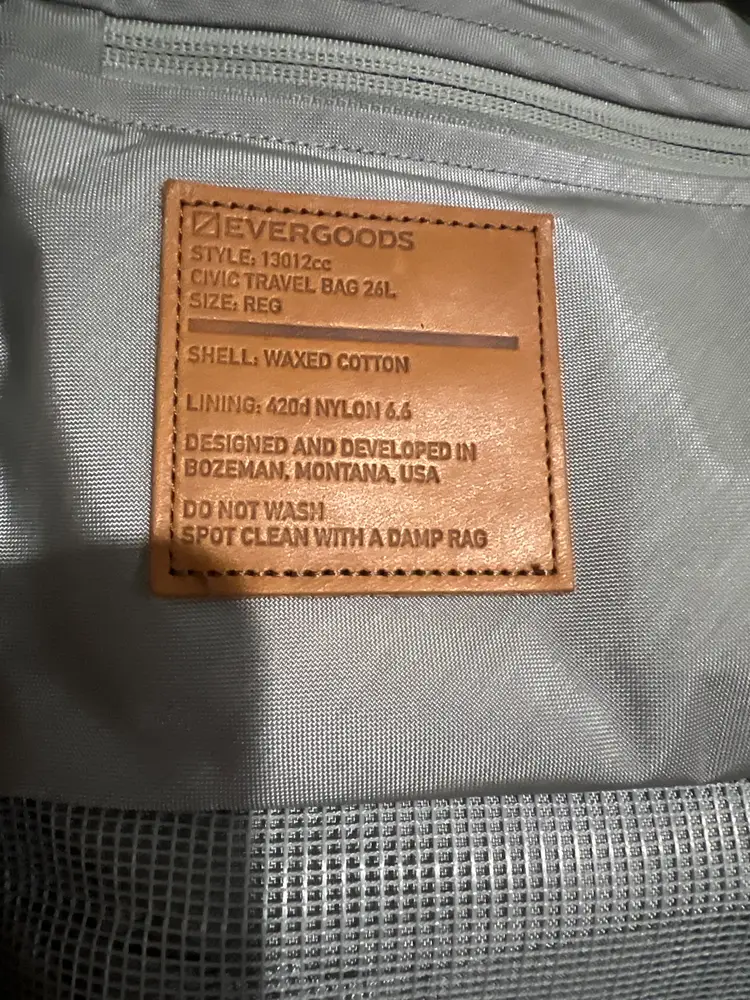 EVERGOODS
STYLE: 13012cc
CIVIC TRAVEL BAG 26L
SIZE: REG
SHELL: WAXED COTTON
LINING: 420d NYLON 6.6
DESIGNED AND DEVELOPED IN
BOZEMAN, MONTANA, USA
DO NOT WASH
SPOT CLEAN WITH A DAMP RAG